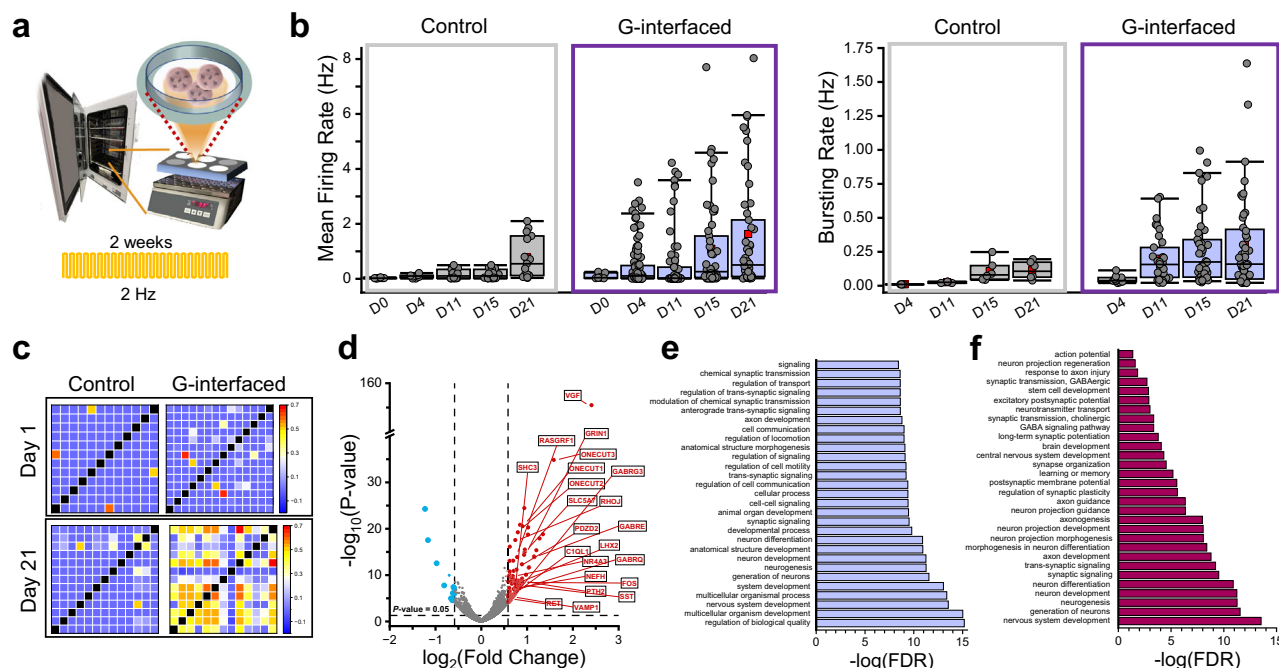 a
2 weeks
2 Hz
b
Control
G-interfaced
Mean Firing Rate (Hz)
8
6
4
2
0
D0
D4
D11
D15
D21
D0
D4
D11
D15
D21
Control
G-interfaced
Bursting Rate (Hz)
1.75
1.50
1.25
1.00
0.75
0.50
0.25
0.00
D4
D11
D15
D21
D4
D11
D15
D21
c
Control
G-interfaced
Day 1
0.7
0.5
0.3
0.1
−0.1
Day 21
0.7
0.5
0.3
0.1
−0.1
d
-log10(P-value)
160
30
20
10
5
0
VGF
GRIN1
RASGRF1
ONECUT3
SHC3
ONECUT1
GABRG3
ONECUT2
SLC5A7
RHOJ
PDZD2
GABRE
C1QL1
LHX2
NR4A3
GABRQ
NEFH
FOS
PTH2
SST
RET
VAMP1
P-value = 0.05
−2
−1
0
1
2
3
log2(Fold Change)
e
signaling
chemical synaptic transmission
regulation of transport
regulation of trans-synaptic signaling
modulation of chemical synaptic transmission
anterograde trans-synaptic signaling
axon development
cell communication
regulation of locomotion
anatomical structure morphogenesis
regulation of signaling
regulation of cell motility
trans-synaptic signaling
regulation of cell communication
cellular process
cell-cell signaling
animal organ development
synaptic signaling
developmental process
neuron differentiation
anatomical structure development
neuron development
neurogenesis
generation of neurons
system development
multicellular organismal process
nervous system development
multicellular organism development
regulation of biological quality
0
5
10
15
-log(FDR)
f
action potential
neuron projection regeneration
response to axon injury
synaptic transmission, GABAergic
stem cell development
excitatory postsynaptic potential
neurotransmitter transport
synaptic transmission, cholinergic
GABA signaling pathway
long-term synaptic potentiation
brain development
central nervous system development
synapse organization
learning or memory
postsynaptic membrane potential
regulation of synaptic plasticity
axon guidance
neuron projection guidance
axonogenesis
neuron projection development
neuron projection morphogenesis
morphogenesis in neuron differentiation
axon development
trans-synaptic signaling
synaptic signaling
neuron differentiation
neuron development
neurogenesis
generation of neurons
nervous system development
0
5
10
15
-log(FDR)